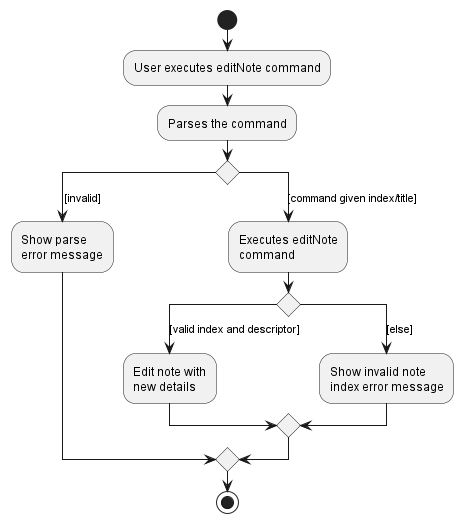 User executes editNote command
Parses the command
[invalid]
[command given index/title]
Show parse
error message
Executes editNote
command
[valid index and descriptor]
[else]
Edit note with
new details
Show invalid note
index error message